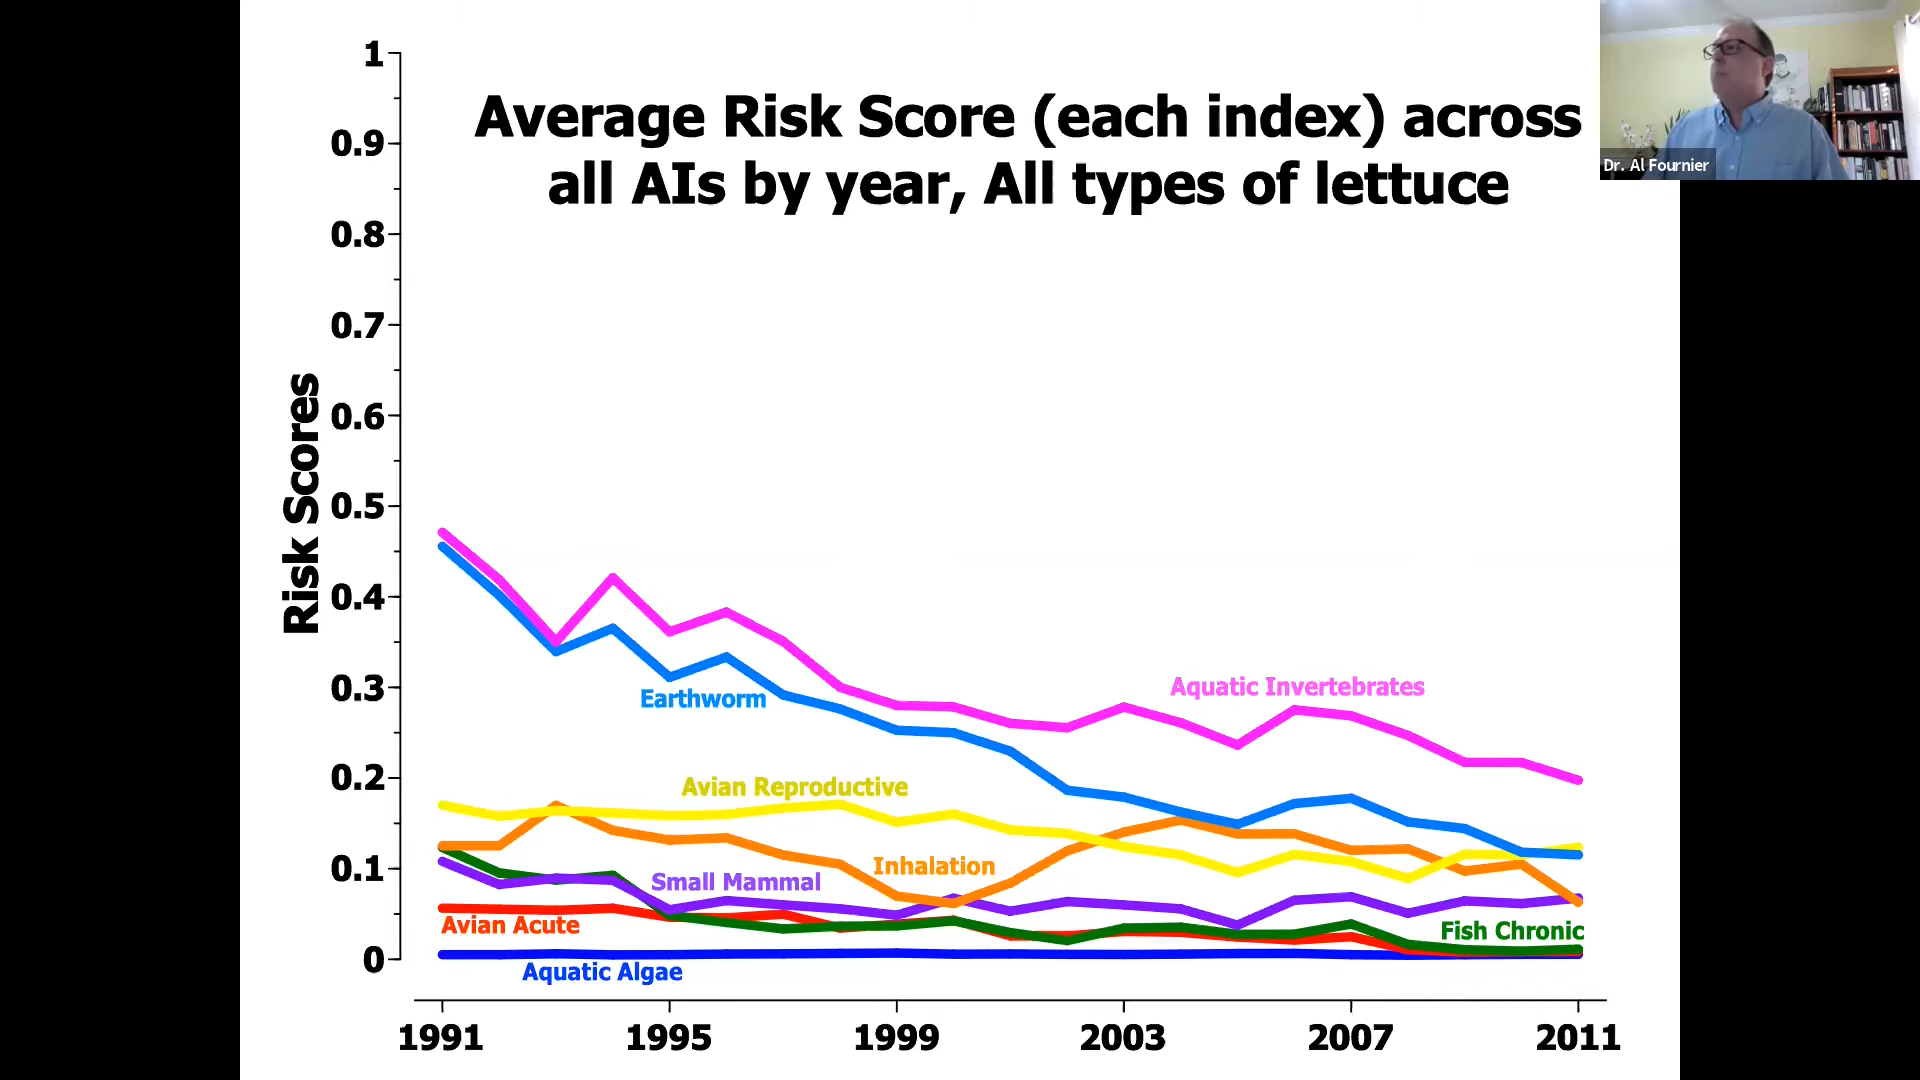 Average Risk Score (each index) across
all AIs by year, All types of lettuce
Dr. Al Fournier
Risk Scores
1
0.9
0.8
0.7
0.6
0.5
0.4
0.3
0.2
0.1
0
Aquatic Invertebrates
Earthworm
Avian Reproductive
Inhalation
Small Mammal
Avian Acute
Fish Chronic
Aquatic Algae
1991 1995 1999 2003 2007 2011